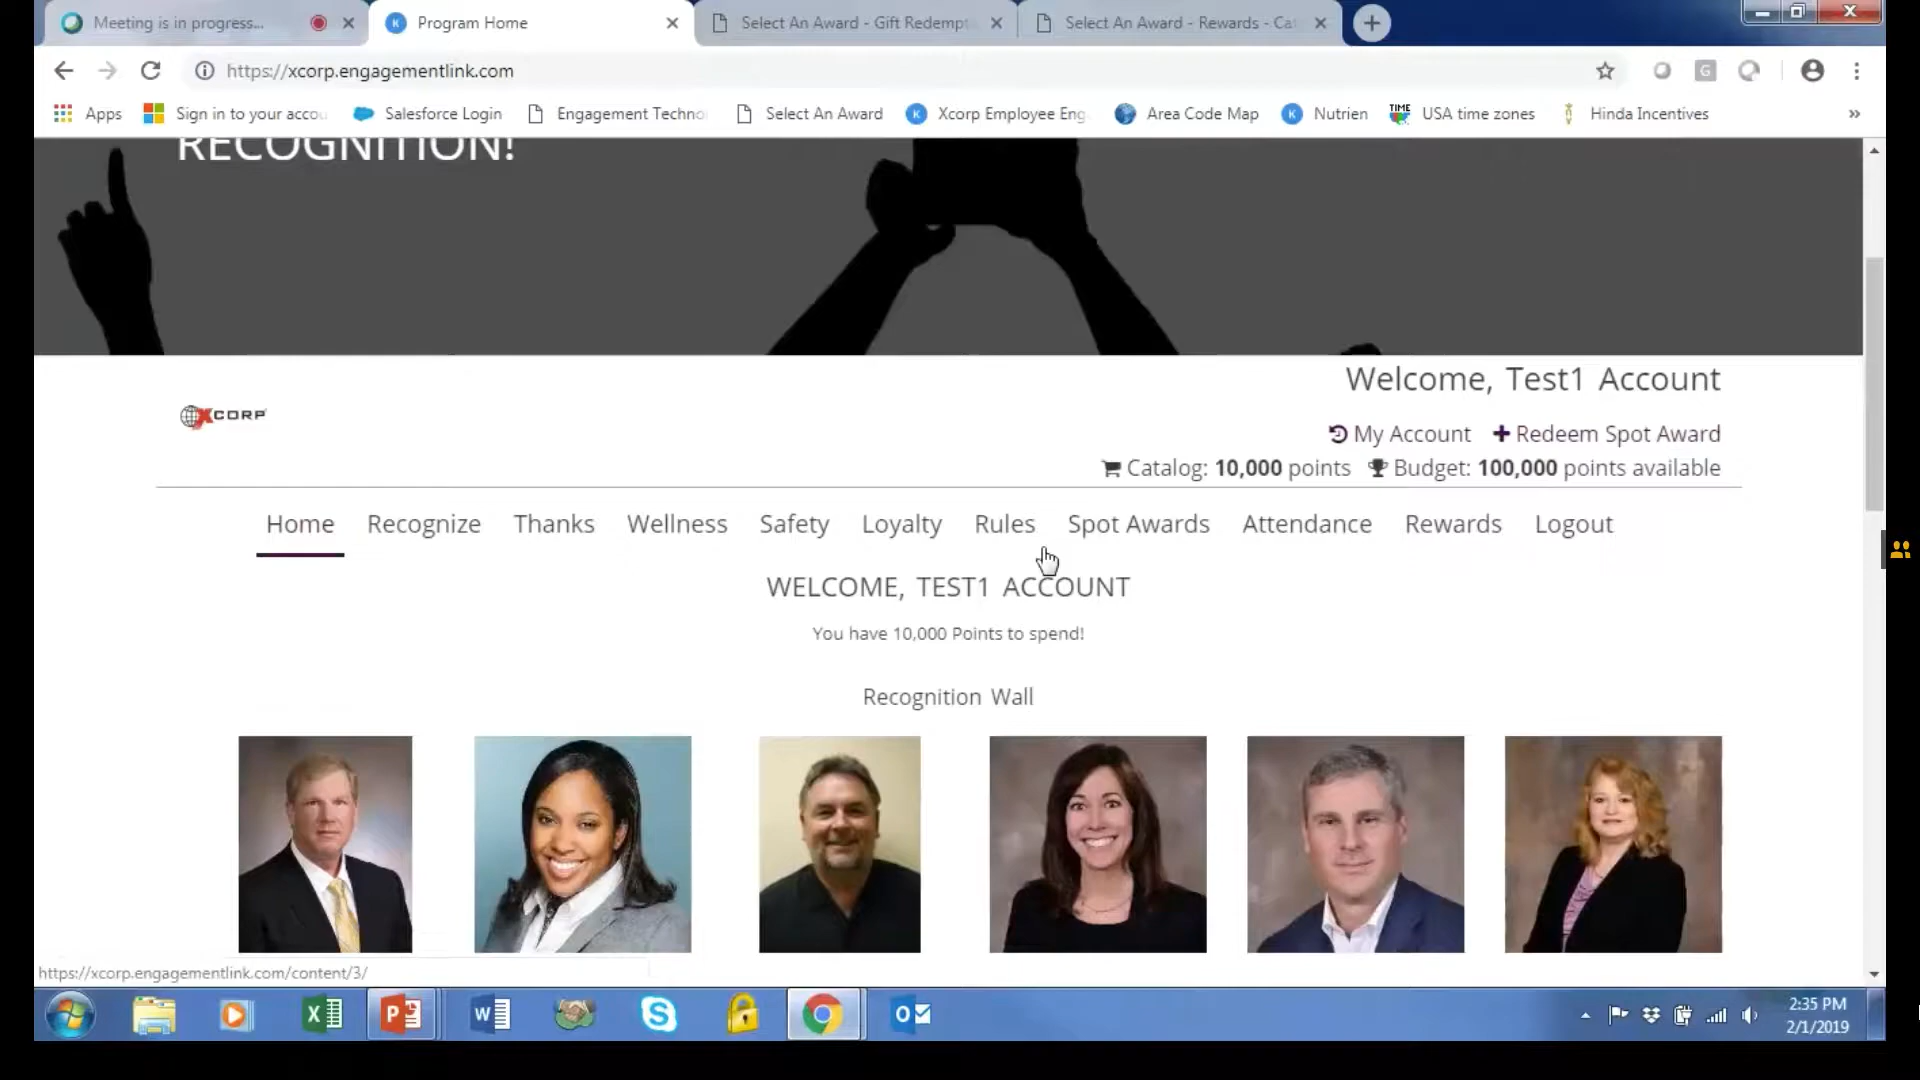 Meeting is in progress...
Program Home
Select An Award - Gift Redempt
Select An Award - Rewards - Ca
https://xcorp.engagementlink.com
Apps
Sign in to your accou
Salesforce Login
Engagement Techno
Select An Award
Xcorp Employee Eng
Area Code Map
Nutrien
TIME
USA time zones
Hinda Incentives
»
RECOGNITION!
Welcome, Test1 Account
XCORP
My Account Redeem Spot Award
Catalog: 10,000 points Budget: 100,000 points available
Home Recognize Thanks Wellness Safety Loyalty Rules Spot Awards Attendance Rewards Logout
WELCOME, TEST1 ACCOUNT
You have 10,000 Points to spend!
Recognition Wall
https://xcorp.engagementlink.com/content/3/
2:35 PM
2/1/2019